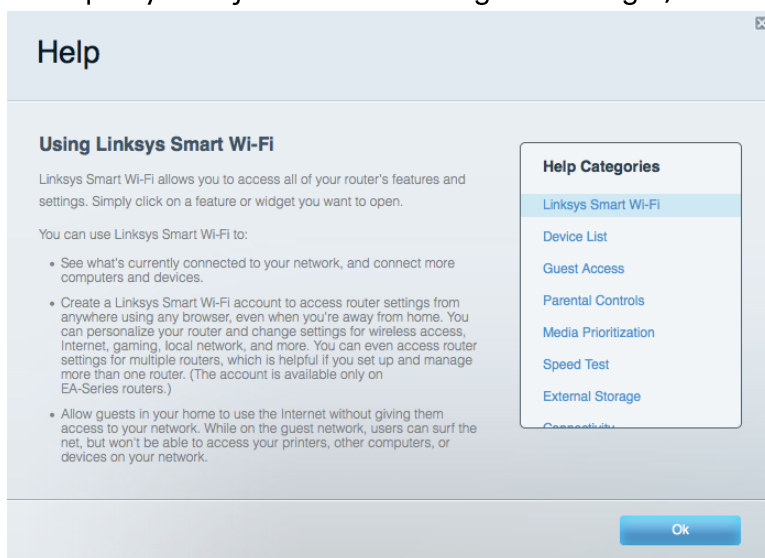 Help
Using Linksys Smart Wi-Fi
Linksys Smart Wi-Fi allows you to access all of your router's features and
settings. Simply click on a feature or widget you want to open.
You can use Linksys Smart Wi-Fi to:
• See what's currently connected to your network, and connect more
computers and devices.
• Create a Linksys Smart Wi-Fi account to access router settings from
anywhere using any browser, even when you're away from home. You
can personalize your router and change settings for wireless access,
Internet, gaming, local network, and more. You can even access router
settings for multiple routers, which is helpful if you set up and manage
more than one router. (The account is available only on
EA-Series routers.)
• Allow guests in your home to use the Internet without giving them
access to your network. While on the guest network, users can surf the
net, but won't be able to access your printers, other computers, or
devices on your network.
Help Categories
Linksys Smart Wi-Fi
Device List
Guest Access
Parental Controls
Media Prioritization
Speed Test
External Storage
Connectivity
Ok